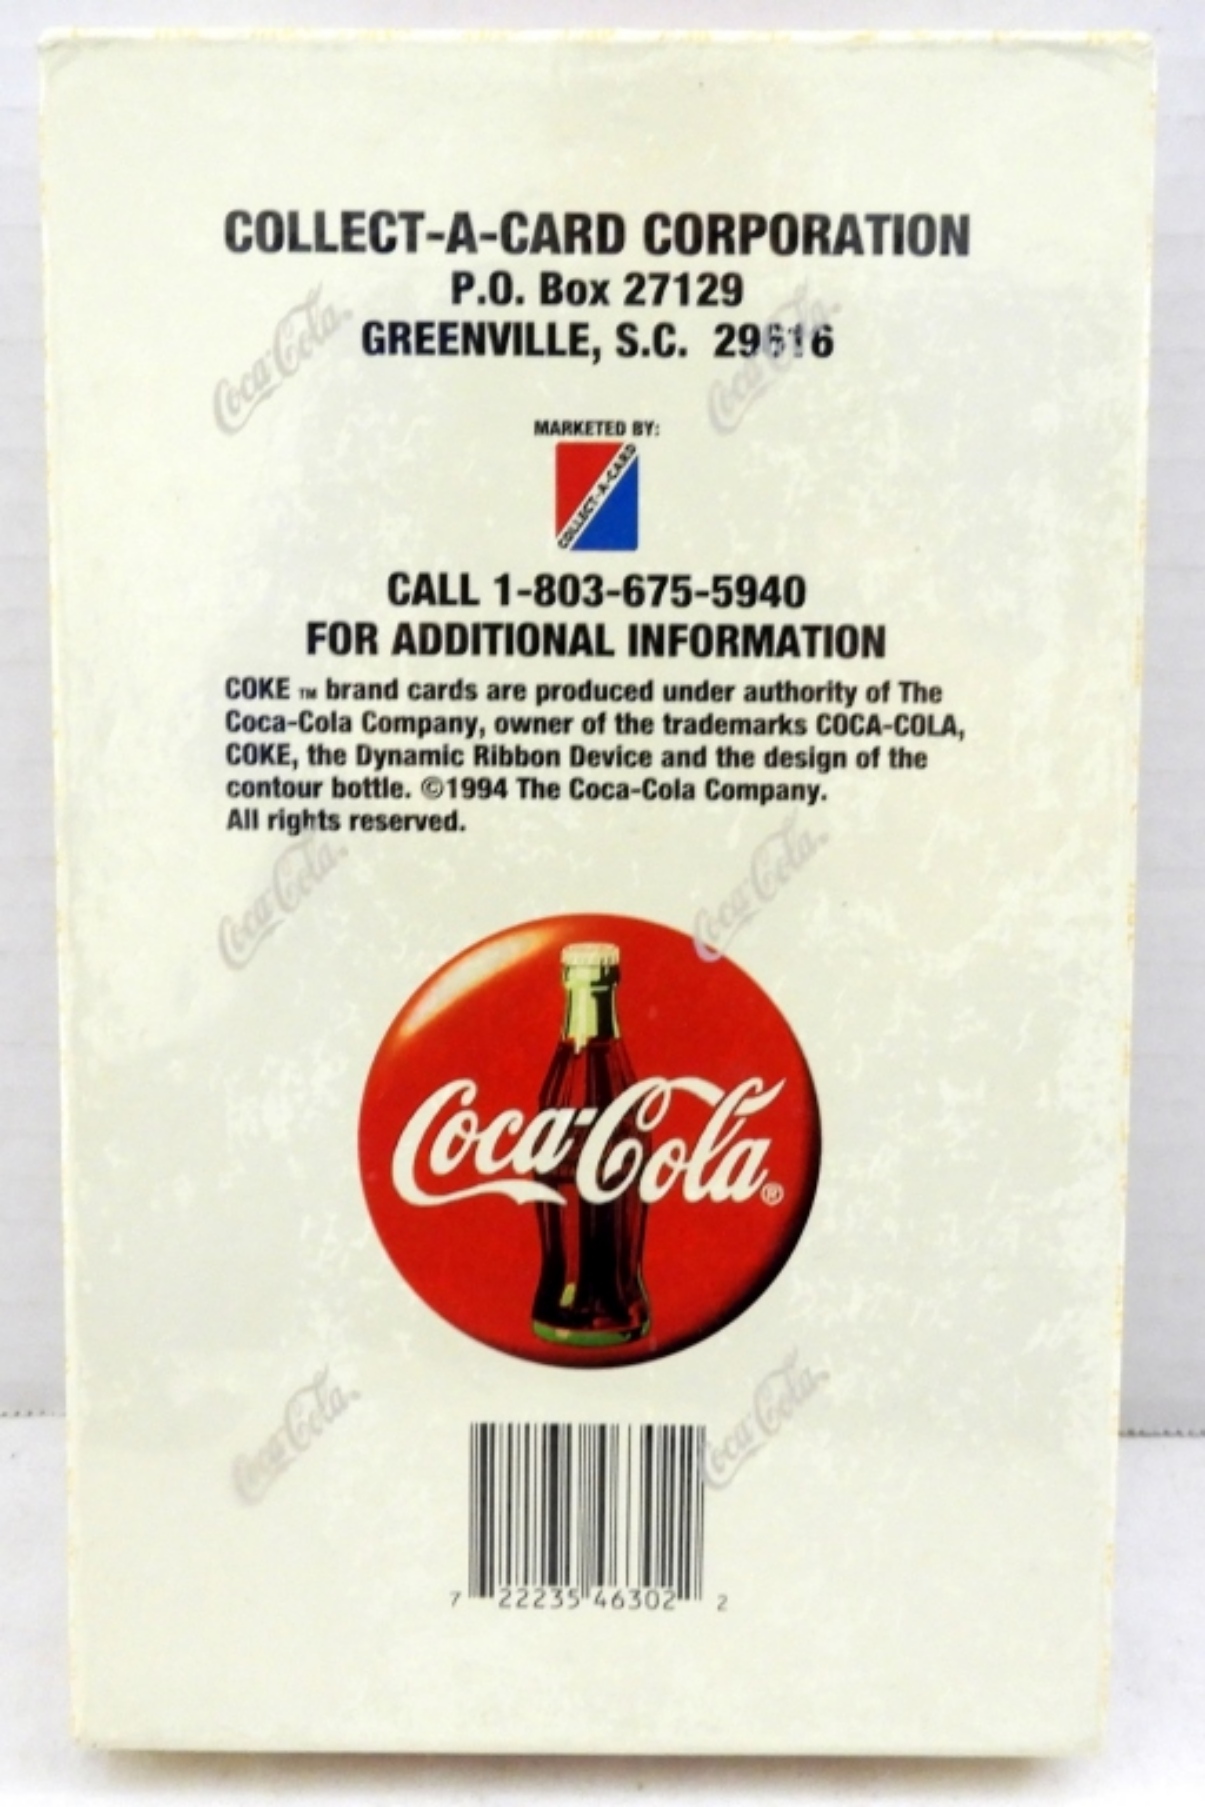 COLLECT-A-CARD CORPORATION
P.O. Box 27129
GREENVILLE, S.C. 29616
Coca-Cola
Coca-Cola
MARKETED BY:
COLLECT-A-CARD
CALL 1-803-675-5940
FOR ADDITIONAL INFORMATION
COKE ™ brand cards are produced under authority of The
Coca-Cola Company, owner of the trademarks COCA-COLA,
COKE, the Dynamic Ribbon Device and the design of the
contour bottle. ©1994 The Coca-Cola Company.
All rights reserved.
Coca-Cola
Coca-Cola
Coca-Cola®
Coca-Cola
Coca-Cola
7 22235 46302 2